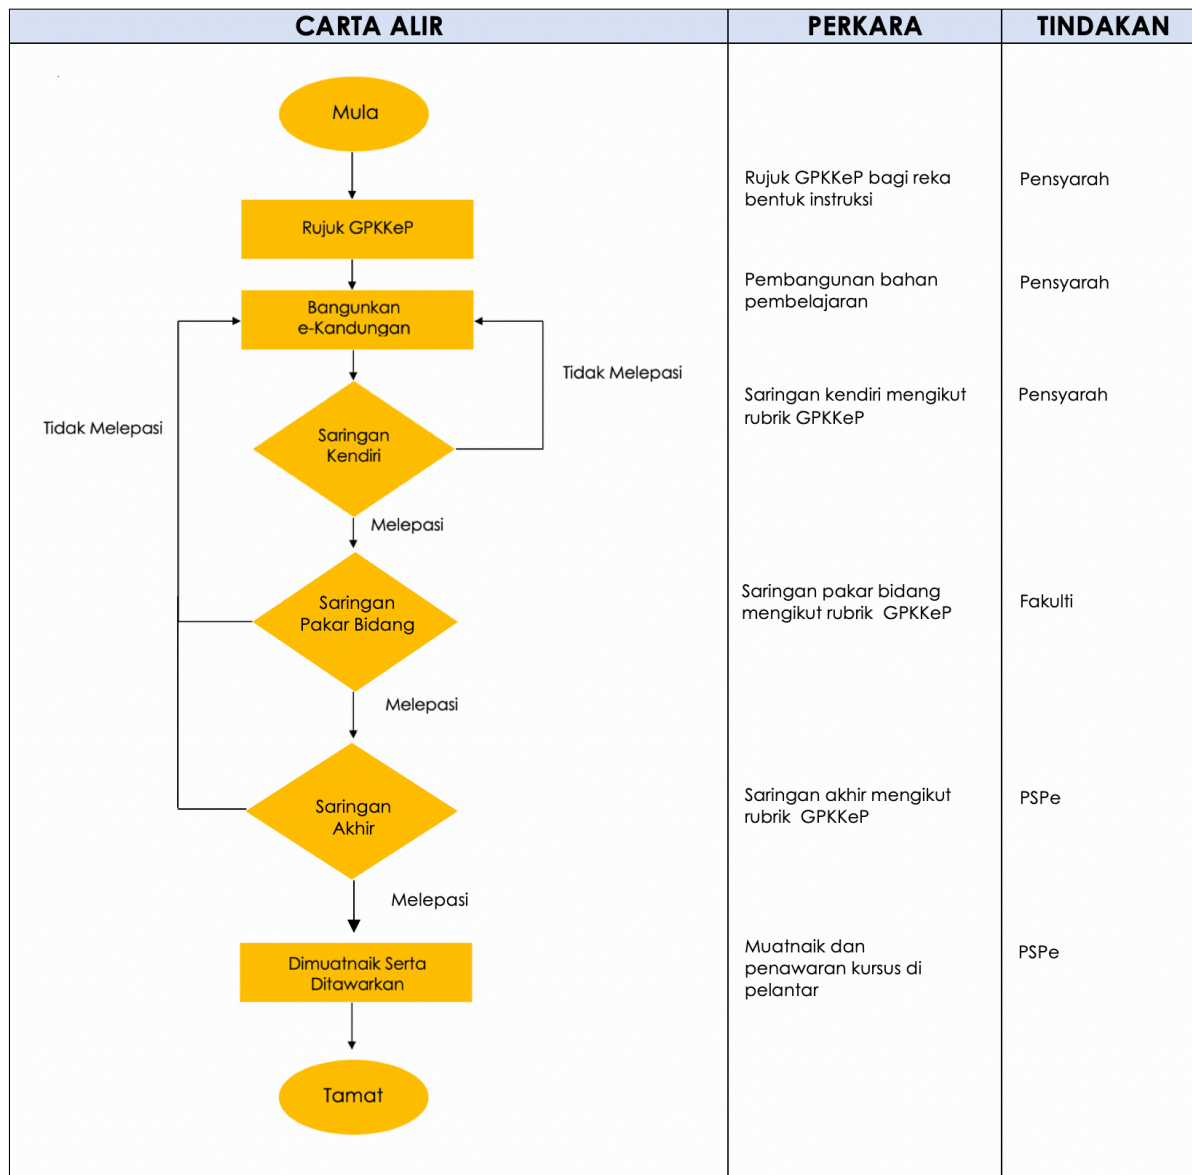 CARTA ALIR
PERKARA
TINDAKAN
Mula
Rujuk GPKKeP
Rujuk GPKKeP bagi reka
bentuk instruksi
Pensyarah
Bangunkan
e-Kandungan
Pembangunan bahan
pembelajaran
Pensyarah
Tidak Melepasi
Tidak Melepasi
Saringan
Kendiri
Saringan kendiri mengikut
rubrik GPKKeP
Pensyarah
Melepasi
Saringan
Pakar Bidang
Saringan pakar bidang
mengikut rubrik  GPKKeP
Fakulti
Melepasi
Saringan
Akhir
Saringan akhir mengikut
rubrik  GPKKeP
PSPe
Melepasi
Dimuatnaik Serta
Ditawarkan
Muatnaik dan
penawaran kursus di
pelantar
PSPe
Tamat